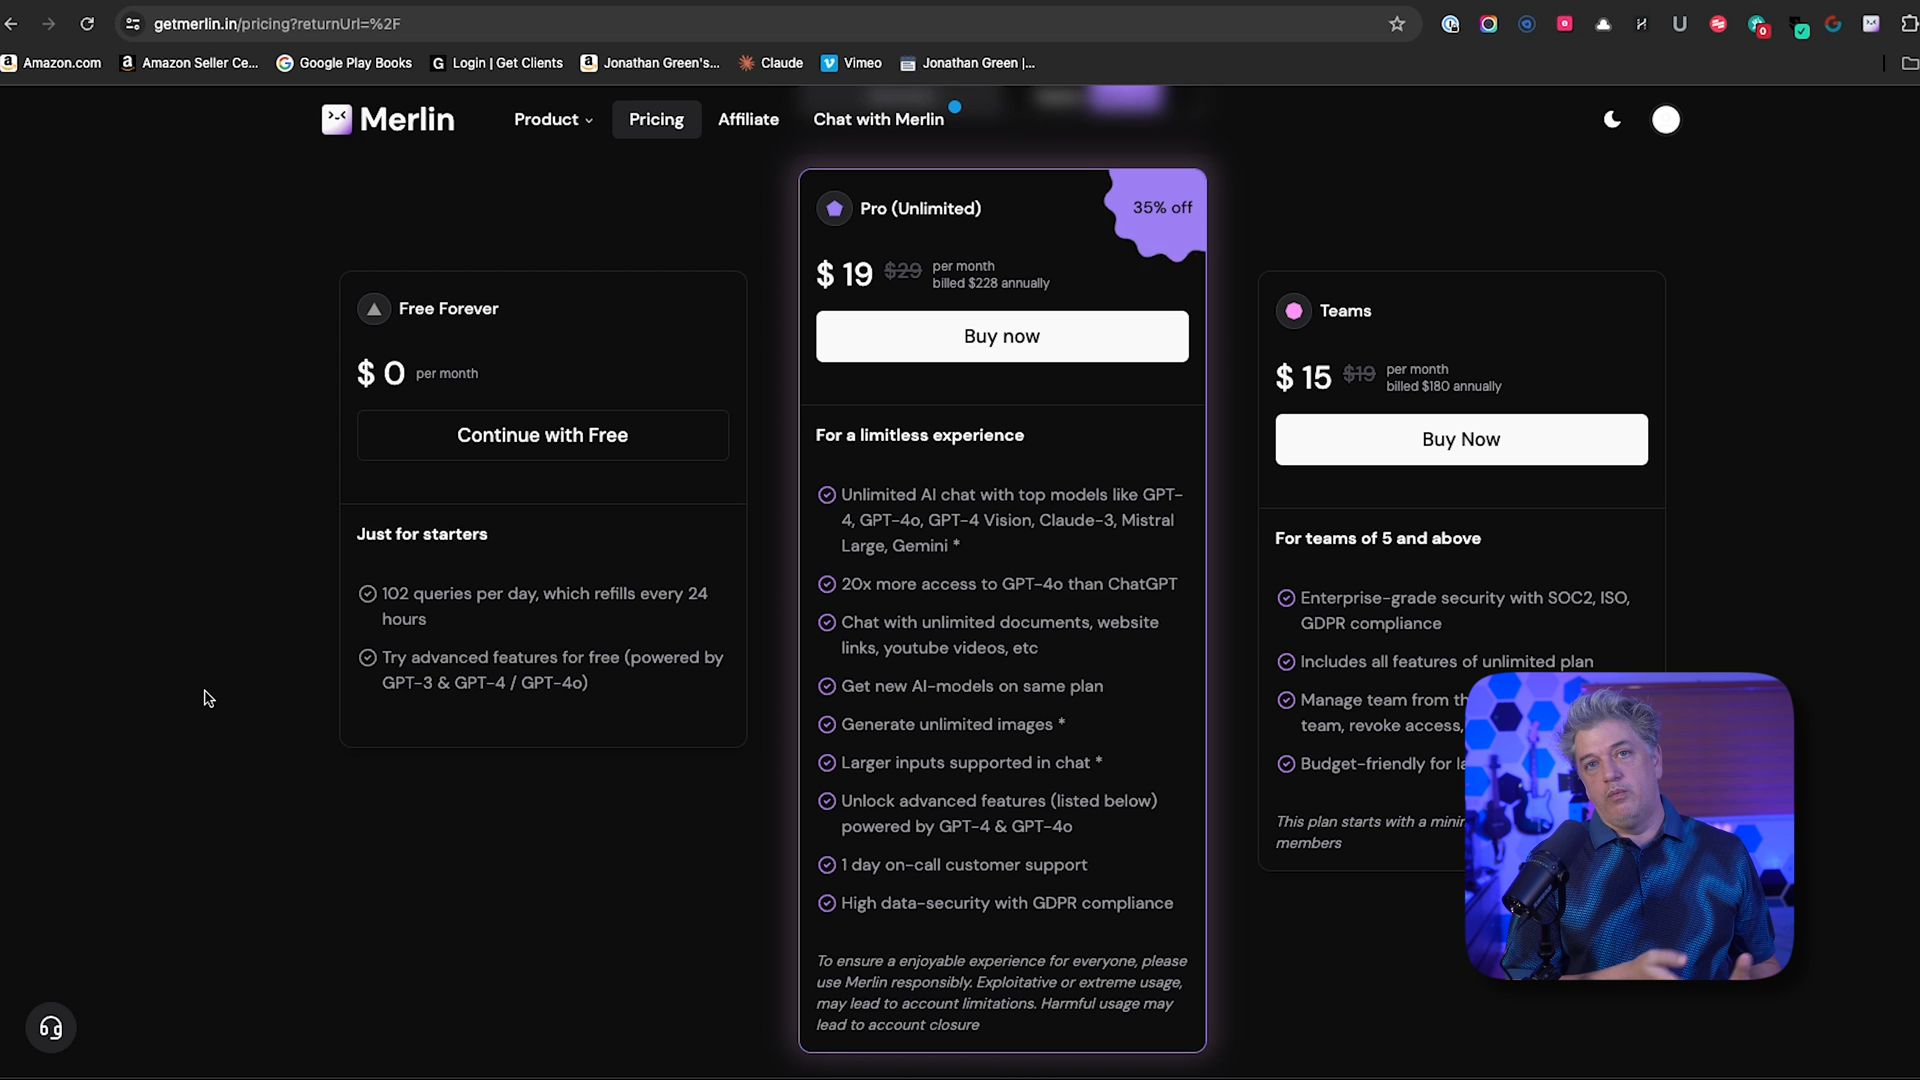 getmerlin.in/pricing?returnUrl=%2F
Amazon.com
Amazon Seller Ce...
Google Play Books
Login | Get Clients
Jonathan Green's...
Claude
Vimeo
Jonathan Green |...
Merlin
Product
Pricing
Affiliate
Chat with Merlin
Free Forever
$ 0 per month
Continue with Free
Just for starters
102 queries per day, which refills every 24
hours
Try advanced features for free (powered by
GPT-3 & GPT-4 / GPT-4o)
Pro (Unlimited)
35% off
$ 19 $29 per month
billed $228 annually
Buy now
For a limitless experience
Unlimited AI chat with top models like GPT-
4, GPT-4o, GPT-4 Vision, Claude-3, Mistral
Large, Gemini *
20x more access to GPT-4o than ChatGPT
Chat with unlimited documents, website
links, youtube videos, etc
Get new AI-models on same plan
Generate unlimited images *
Larger inputs supported in chat *
Unlock advanced features (listed below)
powered by GPT-4 & GPT-4o
1 day on-call customer support
High data-security with GDPR compliance
To ensure a enjoyable experience for everyone, please
use Merlin responsibly. Exploitative or extreme usage,
may lead to account limitations. Harmful usage may
lead to account closure
Teams
$ 15 $19 per month
billed $180 annually
Buy Now
For teams of 5 and above
Enterprise-grade security with SOC2, ISO,
GDPR compliance
Includes all features of unlimited plan
Manage team from
team, revoke access,
Budget-friendly for
This plan starts with a
members